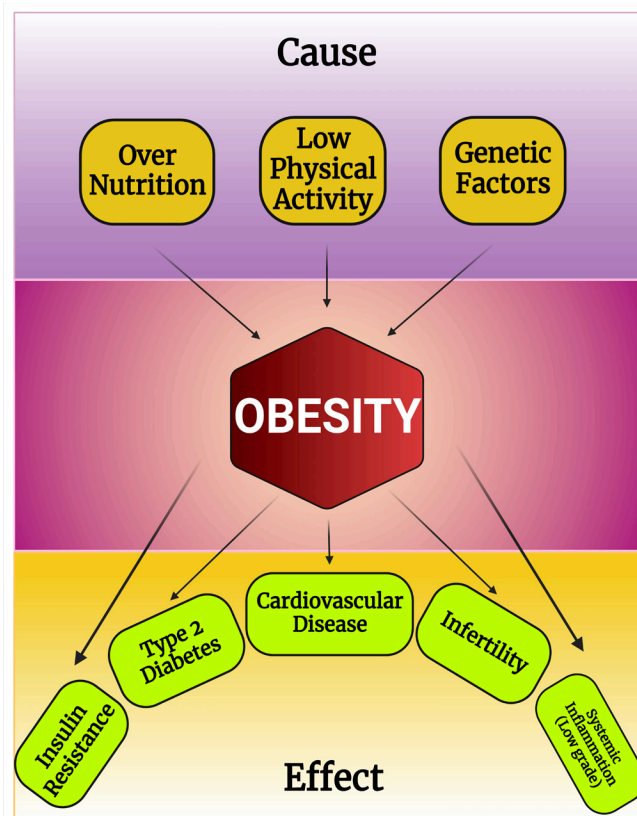 Cause
Over
Nutrition
Low
Physical
Activity
Genetic
Factors
OBESITY
Insulin
Resistance
Type 2
Diabetes
Cardiovascular
Disease
Infertility
Systemic
Inflammation
(Low grade)
Effect